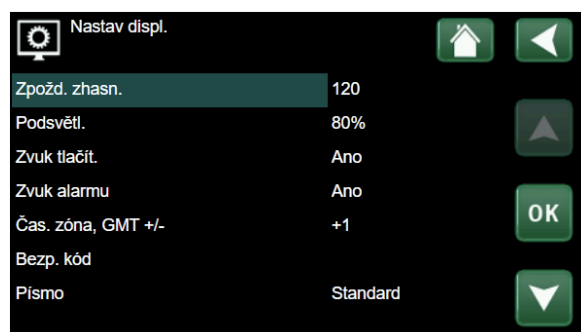 Nastav displ.
Zpožd. zhasn. 120
Podsvětl. 80%
Zvuk tlačít. Ano
Zvuk alarmu Ano
Čas. zóna, GMT +/- +1
OK
Bezp. kód
Písmo Standard